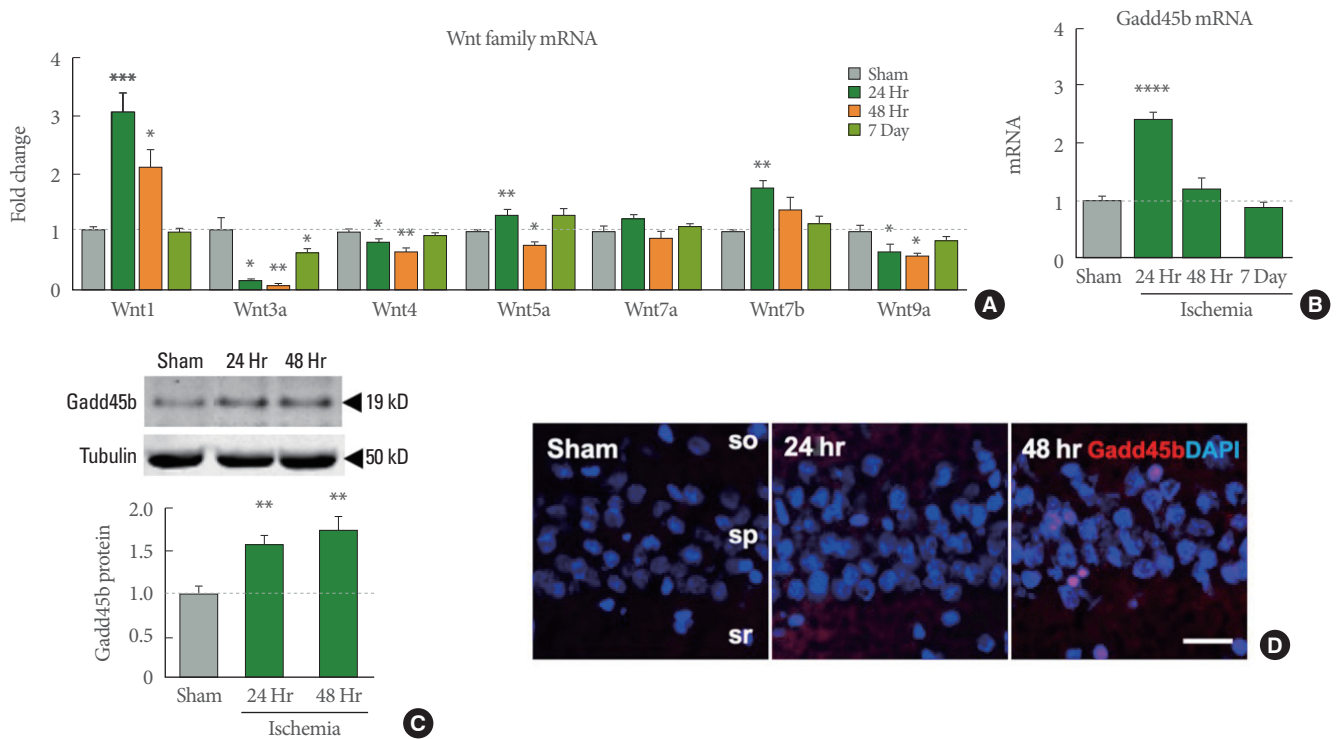 Wnt family mRNA
Fold change
4
3
2
1
0
***
*
*
**
*
*
**
**
*
**
*
*
Sham
24 Hr
48 Hr
7 Day
Wnt1 Wnt3a Wnt4 Wnt5a Wnt7a Wnt7b Wnt9a
A
Gadd45b mRNA
mRNA
4
3
2
1
0
****
Sham 24 Hr 48 Hr 7 Day
Ischemia
B
Sham 24 Hr 48 Hr
Gadd45b 19 kD
Tubulin 50 kD
Gadd45b protein
2.0
1.5
1.0
0.5
0
**
**
Sham 24 Hr 48 Hr
Ischemia
C
Sham so 24 hr 48 hr Gadd45bDAPI
sp
sr
D